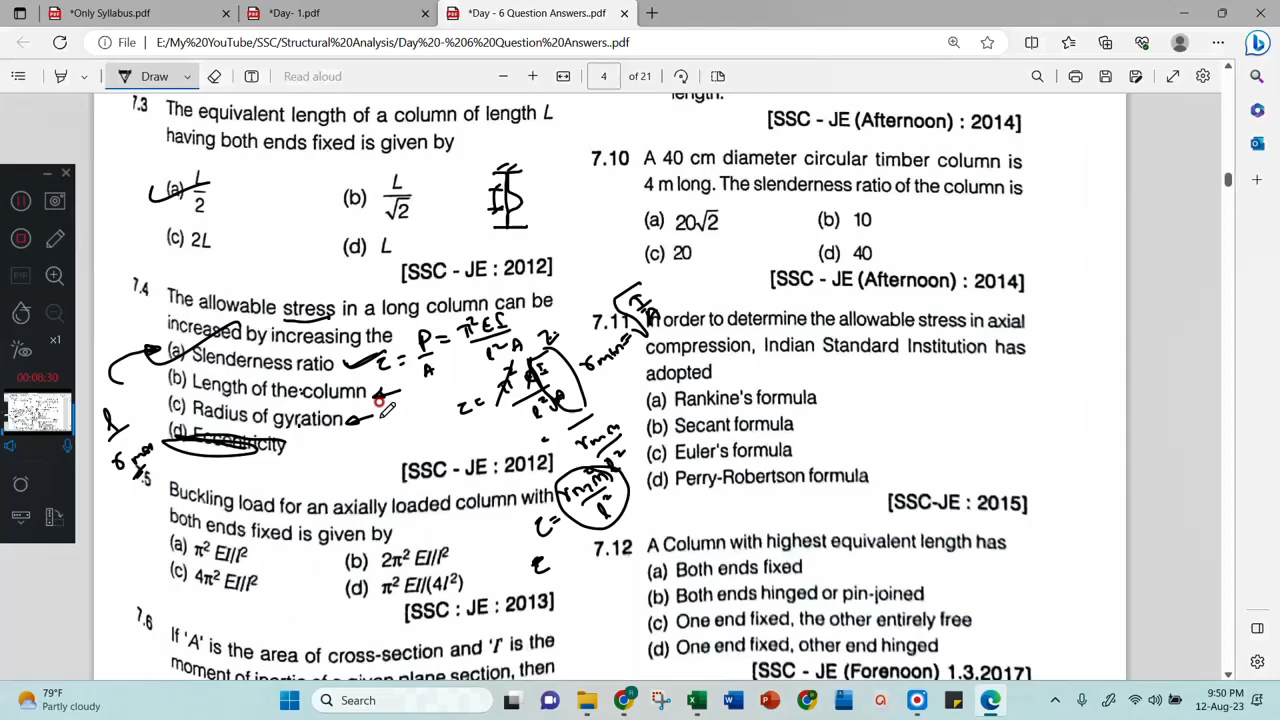 *Only Syllabus.pdf
*Day- 1.pdf
*Day - 6 Question Answers..pdf
File
E:/My%20YouTube/SSC/Structural%20Analysis/Day%20-%206%20Question%20Answers..pdf
Draw
Read aloud
4
of 21
7.3
The equivalent length of a column of length L
having both ends fixed is given by
(a) L/2
(b) L/√2
(c) 2L
(d) L
[SSC - JE : 2012]
7.4
The allowable stress in a long column can be
increased by increasing the
(a) Slenderness ratio
(b) Length of the column
(c) Radius of gyration
(d) Eccentricity
[SSC - JE : 2012]
Buckling load for an axially loaded column with
both ends fixed is given by
(a) π² EI/l²
(b) 2π² EI/l²
(c) 4π² EI/l²
(d) π² EI/(4l²)
[SSC : JE : 2013]
7.6
If 'A' is the area of cross-section and 'I' is the
moment of inertia of a given plane section, then
length.
[SSC - JE (Afternoon) : 2014]
7.10
A 40 cm diameter circular timber column is
4 m long. The slenderness ratio of the column is
(a) 20√2
(b) 10
(c) 20
(d) 40
[SSC - JE (Afternoon) : 2014]
7.11
In order to determine the allowable stress in axial
compression, Indian Standard Institution has
adopted
(a) Rankine's formula
(b) Secant formula
(c) Euler's formula
(d) Perry-Robertson formula
[SSC-JE : 2015]
7.12
A Column with highest equivalent length has
(a) Both ends fixed
(b) Both ends hinged or pin-joined
(c) One end fixed, the other entirely free
(d) One end fixed, other end hinged
[SSC - JE (Forenoon) 1.3.2017]
x1
00:08:30
79°F
Partly cloudy
Search
9:50 PM
12-Aug-23